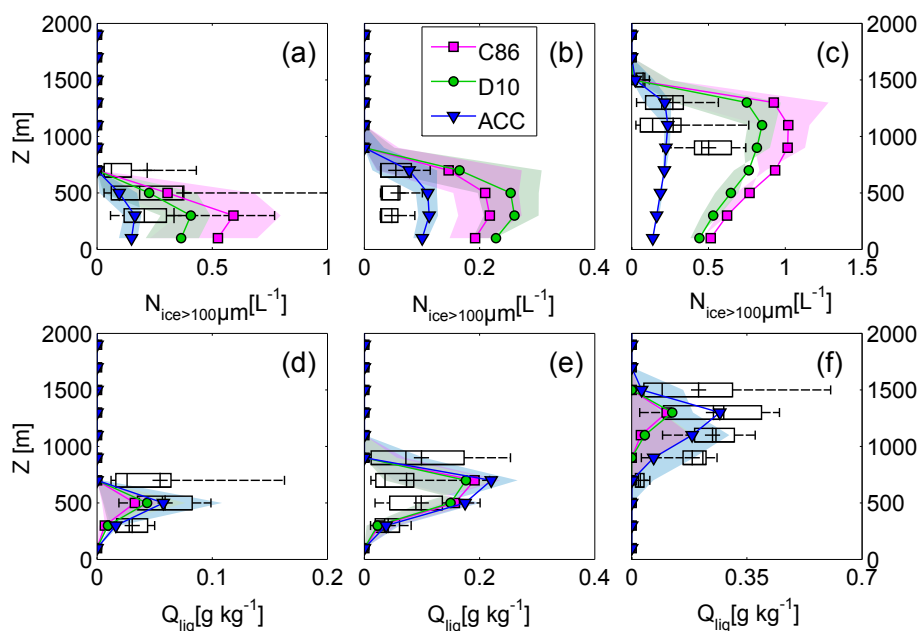 (a) (b) (c)
C86
D10
ACC
Z [m]
2000
1500
1000
500
0
2000
1500
1000
500
0
0 0.5 1
0 0.2 0.4
0 0.5 1 1.5
N_ice>100μm[L⁻¹] N_ice>100μm[L⁻¹] N_ice>100μm[L⁻¹]
(d) (e) (f)
Z [m]
2000
1500
1000
500
0
2000
1500
1000
500
0
0 0.1 0.2
0 0.2 0.4
0 0.35 0.7
Q_liq[g kg⁻¹] Q_liq[g kg⁻¹] Q_liq[g kg⁻¹]